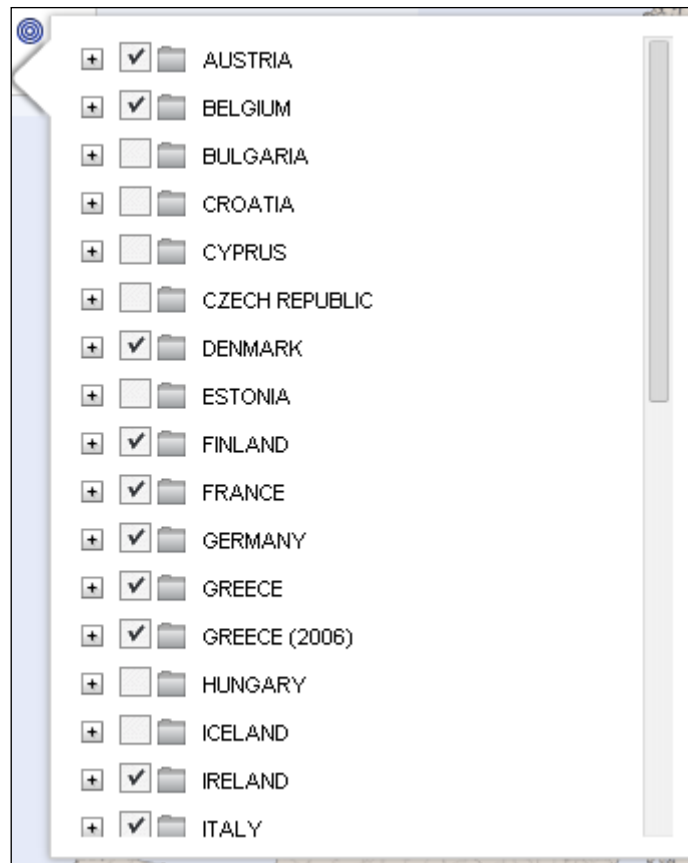 AUSTRIA
BELGIUM
BULGARIA
CROATIA
CYPRUS
CZECH REPUBLIC
DENMARK
ESTONIA
FINLAND
FRANCE
GERMANY
GREECE
GREECE (2006)
HUNGARY
ICELAND
IRELAND
ITALY